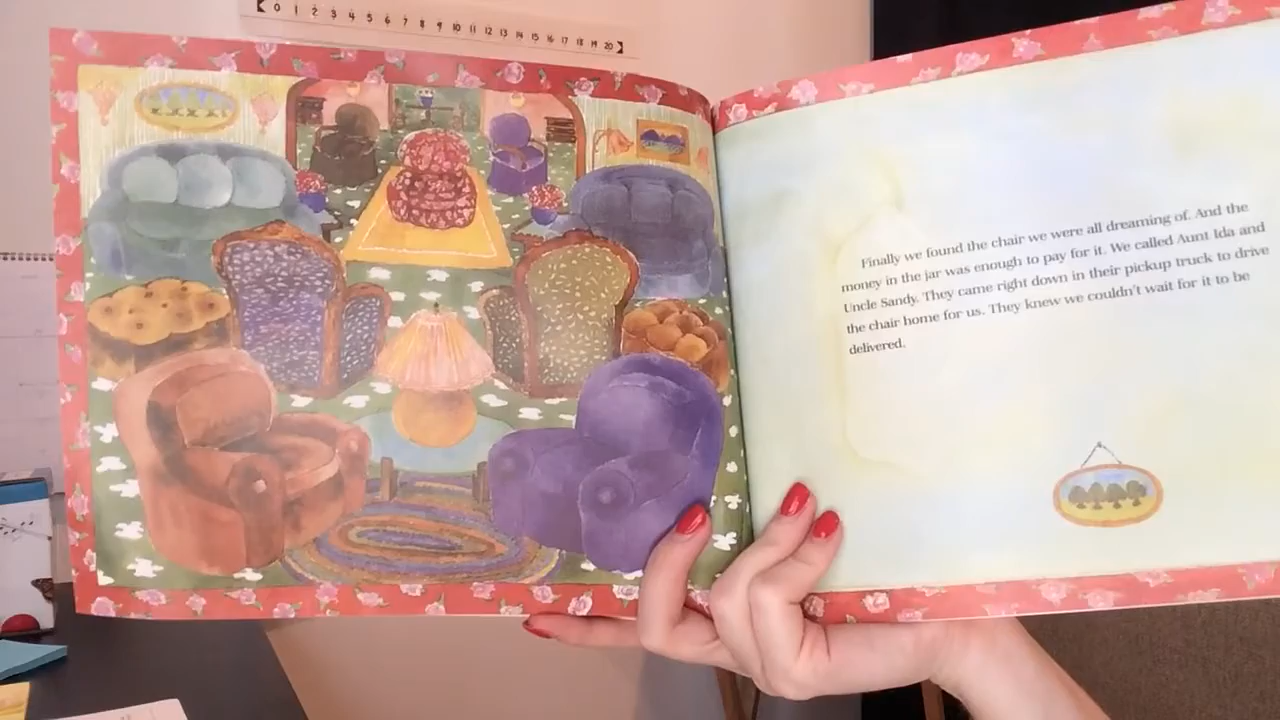 0 1 2 3 4 5 6 7 8 9 10 11 12 13 14 15 16 17 18 19 20
Finally we found the chair we were all dreaming of. And the
money in the jar was enough to pay for it. We called Aunt Ida and
Uncle Sandy. They came right down in their pickup truck to drive
the chair home for us. They knew we couldn't wait for it to be
delivered.